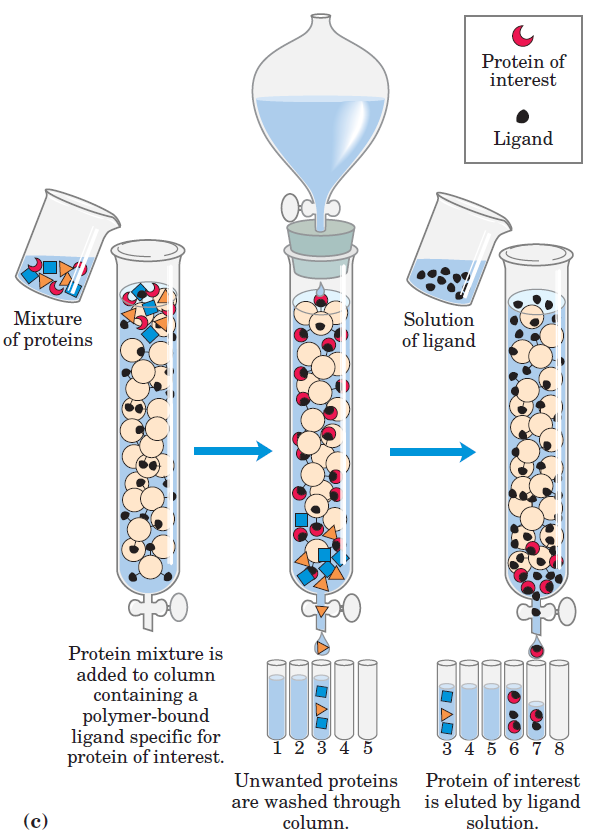 Protein of
interest
Ligand
Mixture
of proteins
Solution
of ligand
Protein mixture is
added to column
containing a
polymer-bound
ligand specific for
protein of interest.
1 2 3 4 5
Unwanted proteins
are washed through
column.
3 4 5 6 7 8
Protein of interest
is eluted by ligand
solution.
(c)